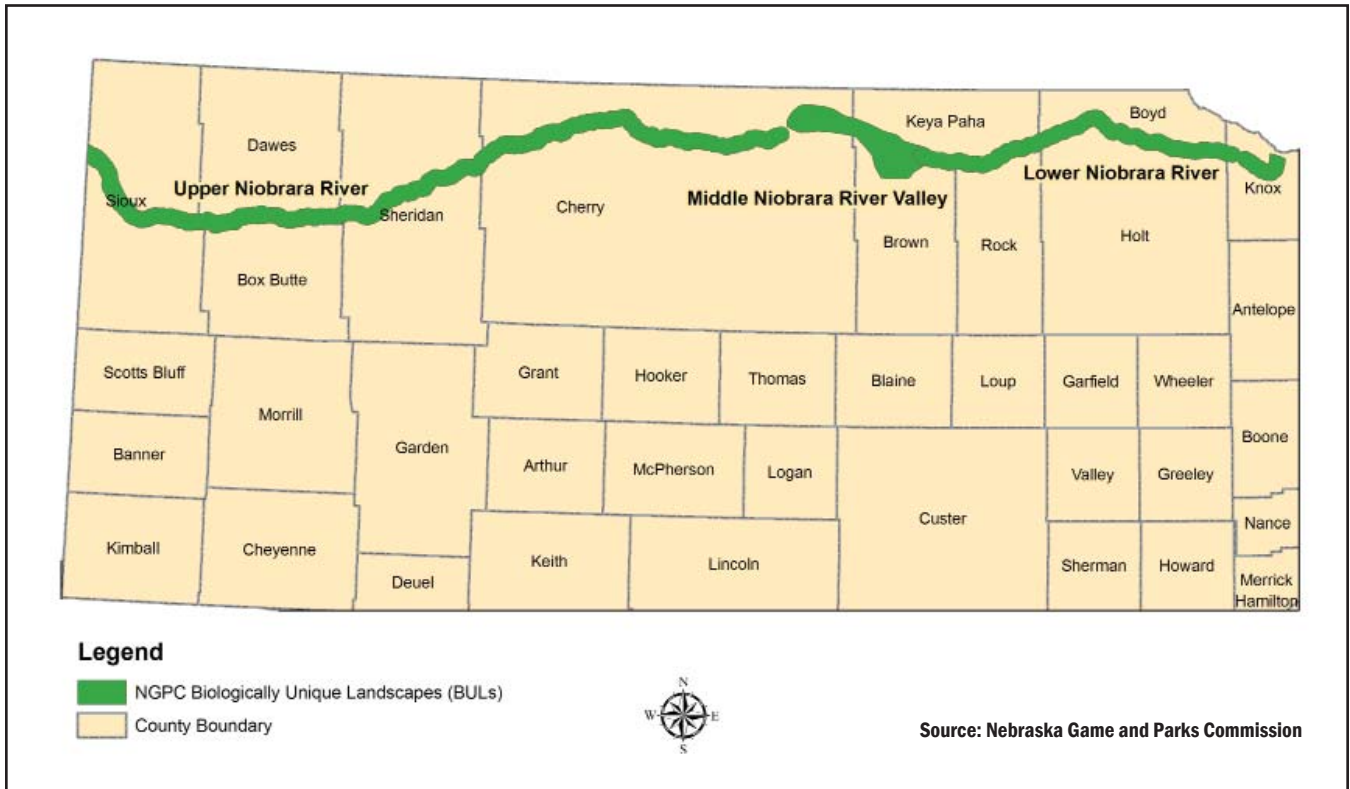 Boyd
Keya Paha
Dawes
Upper Niobrara River
Lower Niobrara River
Knox
Sioux
Middle Niobrara River Valley
Cherry
Sheridan
Holt
Brown
Rock
Box Butte
Antelope
Scotts Bluff
Grant
Hooker
Thomas
Blaine
Loup
Garfield
Wheeler
Morrill
Boone
Banner
Garden
Arthur
McPherson
Logan
Valley
Greeley
Custer
Nance
Kimball
Cheyenne
Keith
Lincoln
Sherman
Howard
Deuel
Merrick
Hamilton
Legend
NGPC Biologically Unique Landscapes (BULs)
County Boundary
N
W
E
S
Source: Nebraska Game and Parks Commission